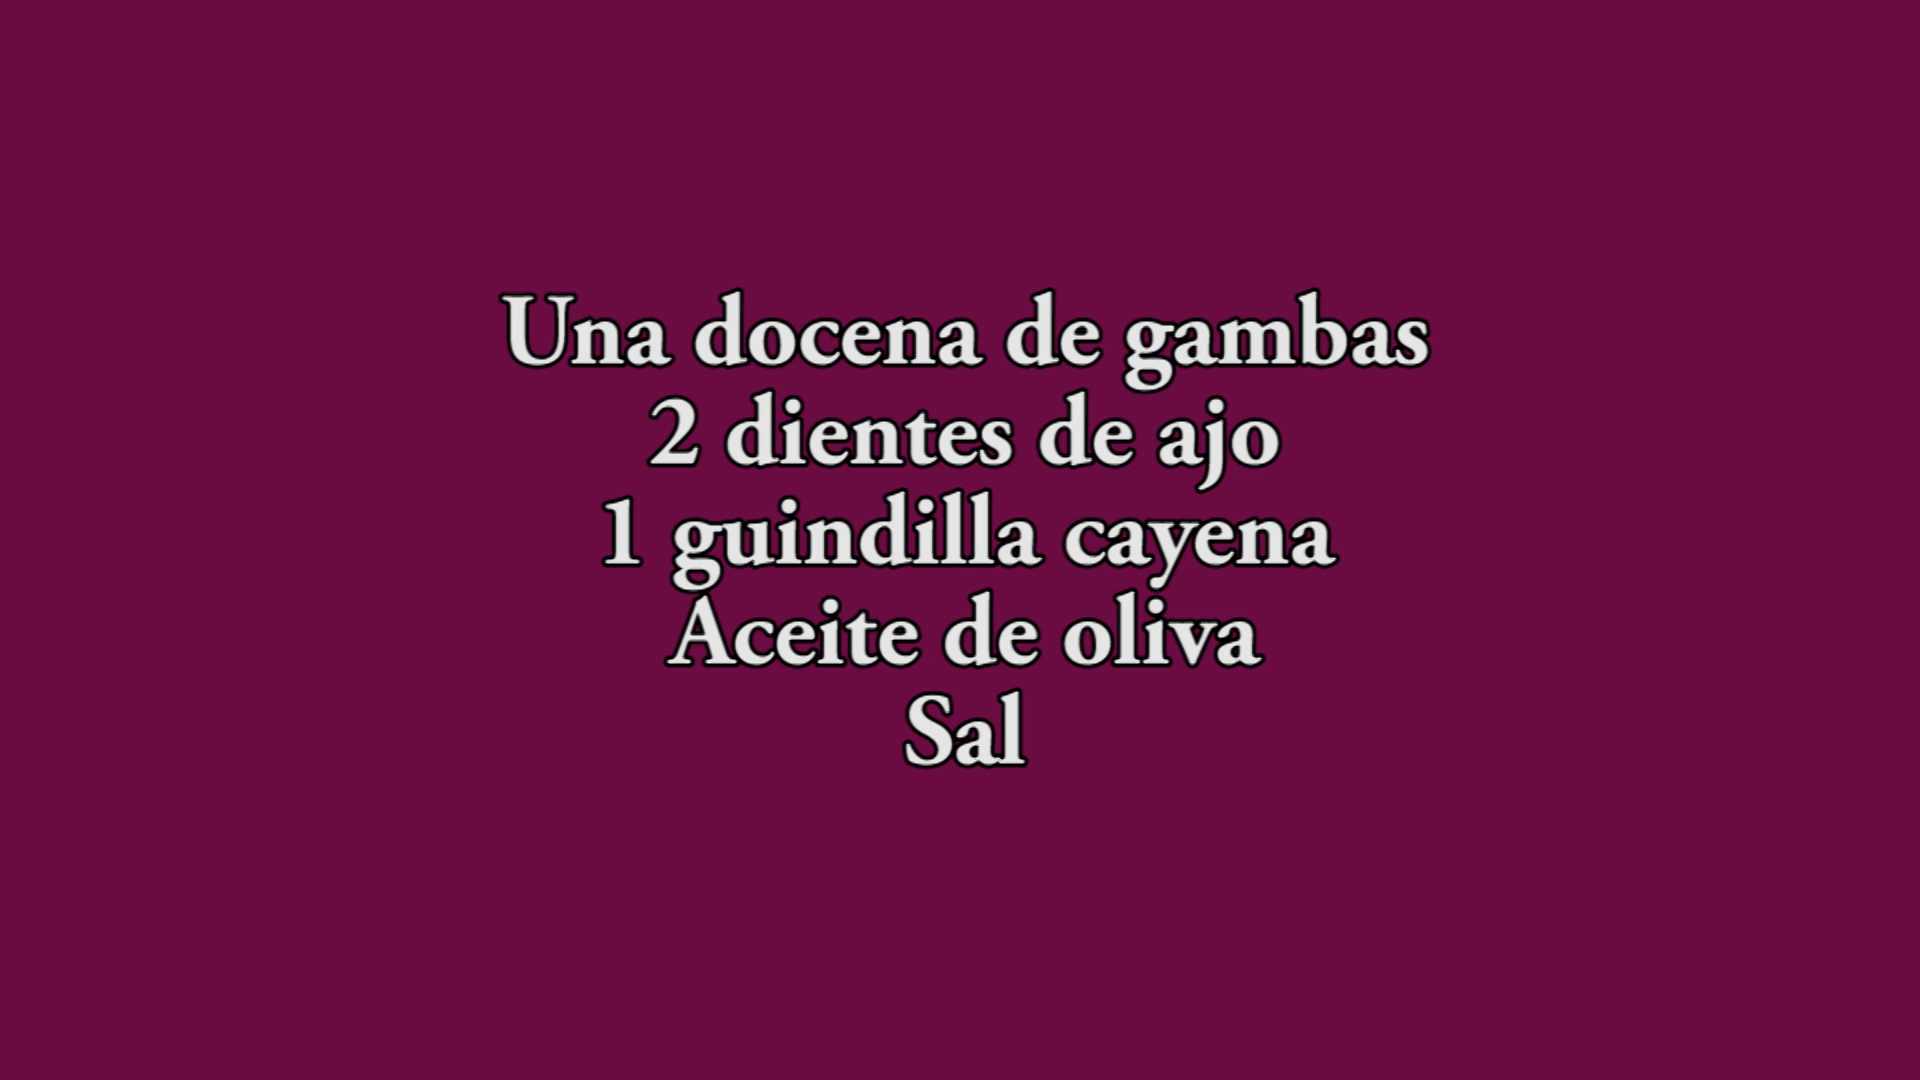 Una docena de gambas
2 dientes de ajo
1 guindilla cayena
Aceite de oliva
Sal